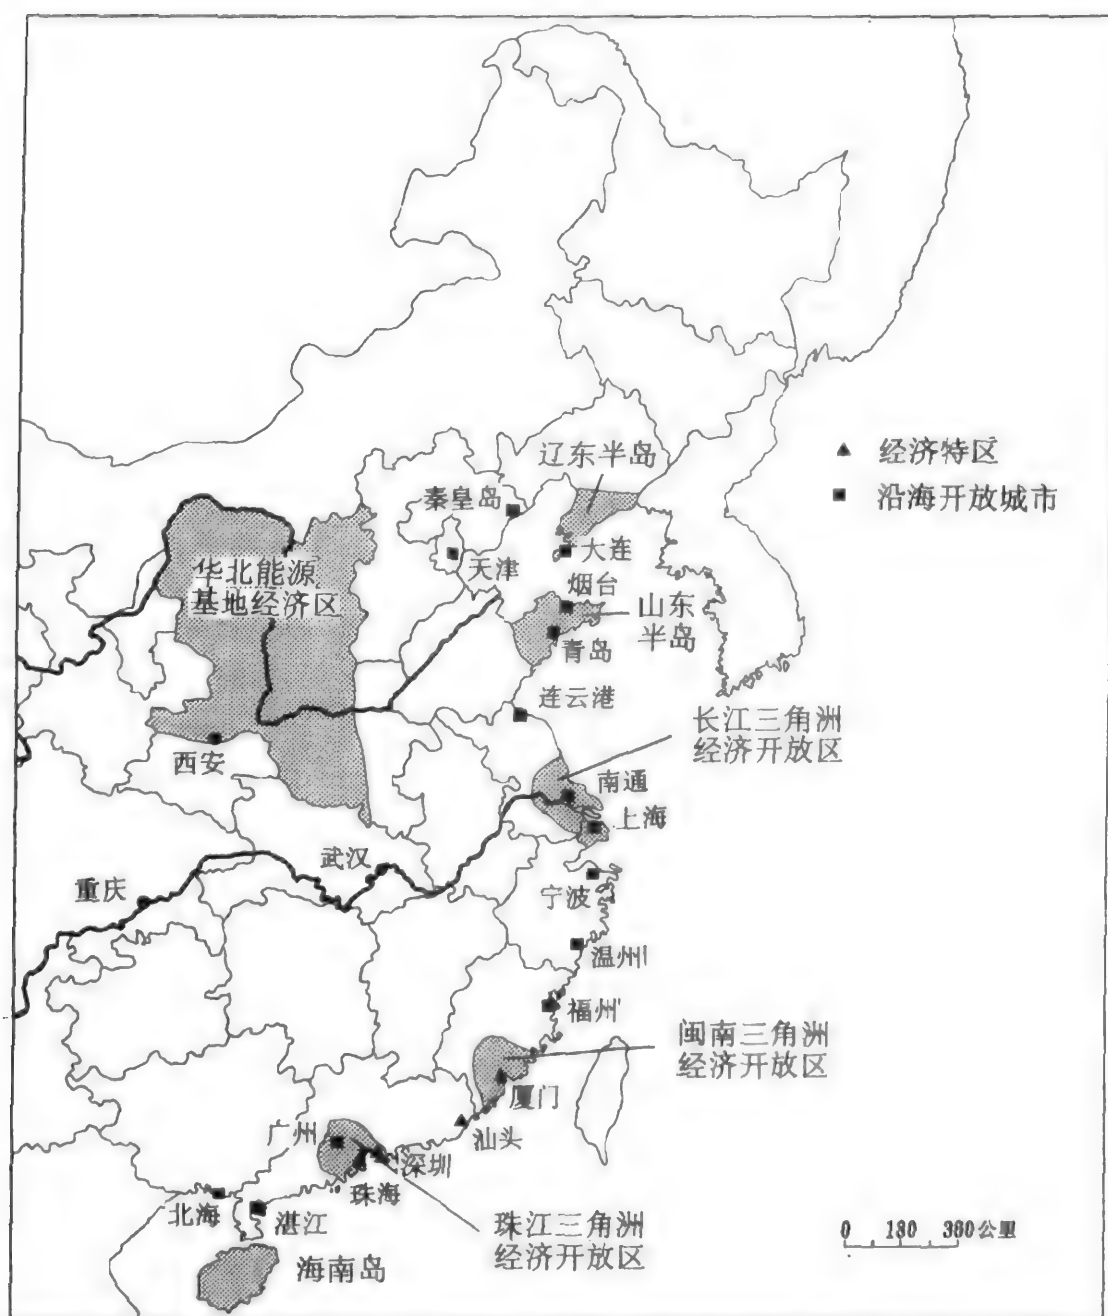 辽东半岛
经济特区
秦皇岛
沿海开放城市
大连
天津
华北能源
基地经济区
烟台
山东
半岛
青岛
连云港
长江三角洲
经济开放区
西安
南通
上海
武汉
重庆
宁波
温州
福州
闽南三角洲
经济开放区
厦门
汕头
广州
深圳
珠海
北海
湛江
珠江三角洲
经济开放区
海南岛
0 180 360公里